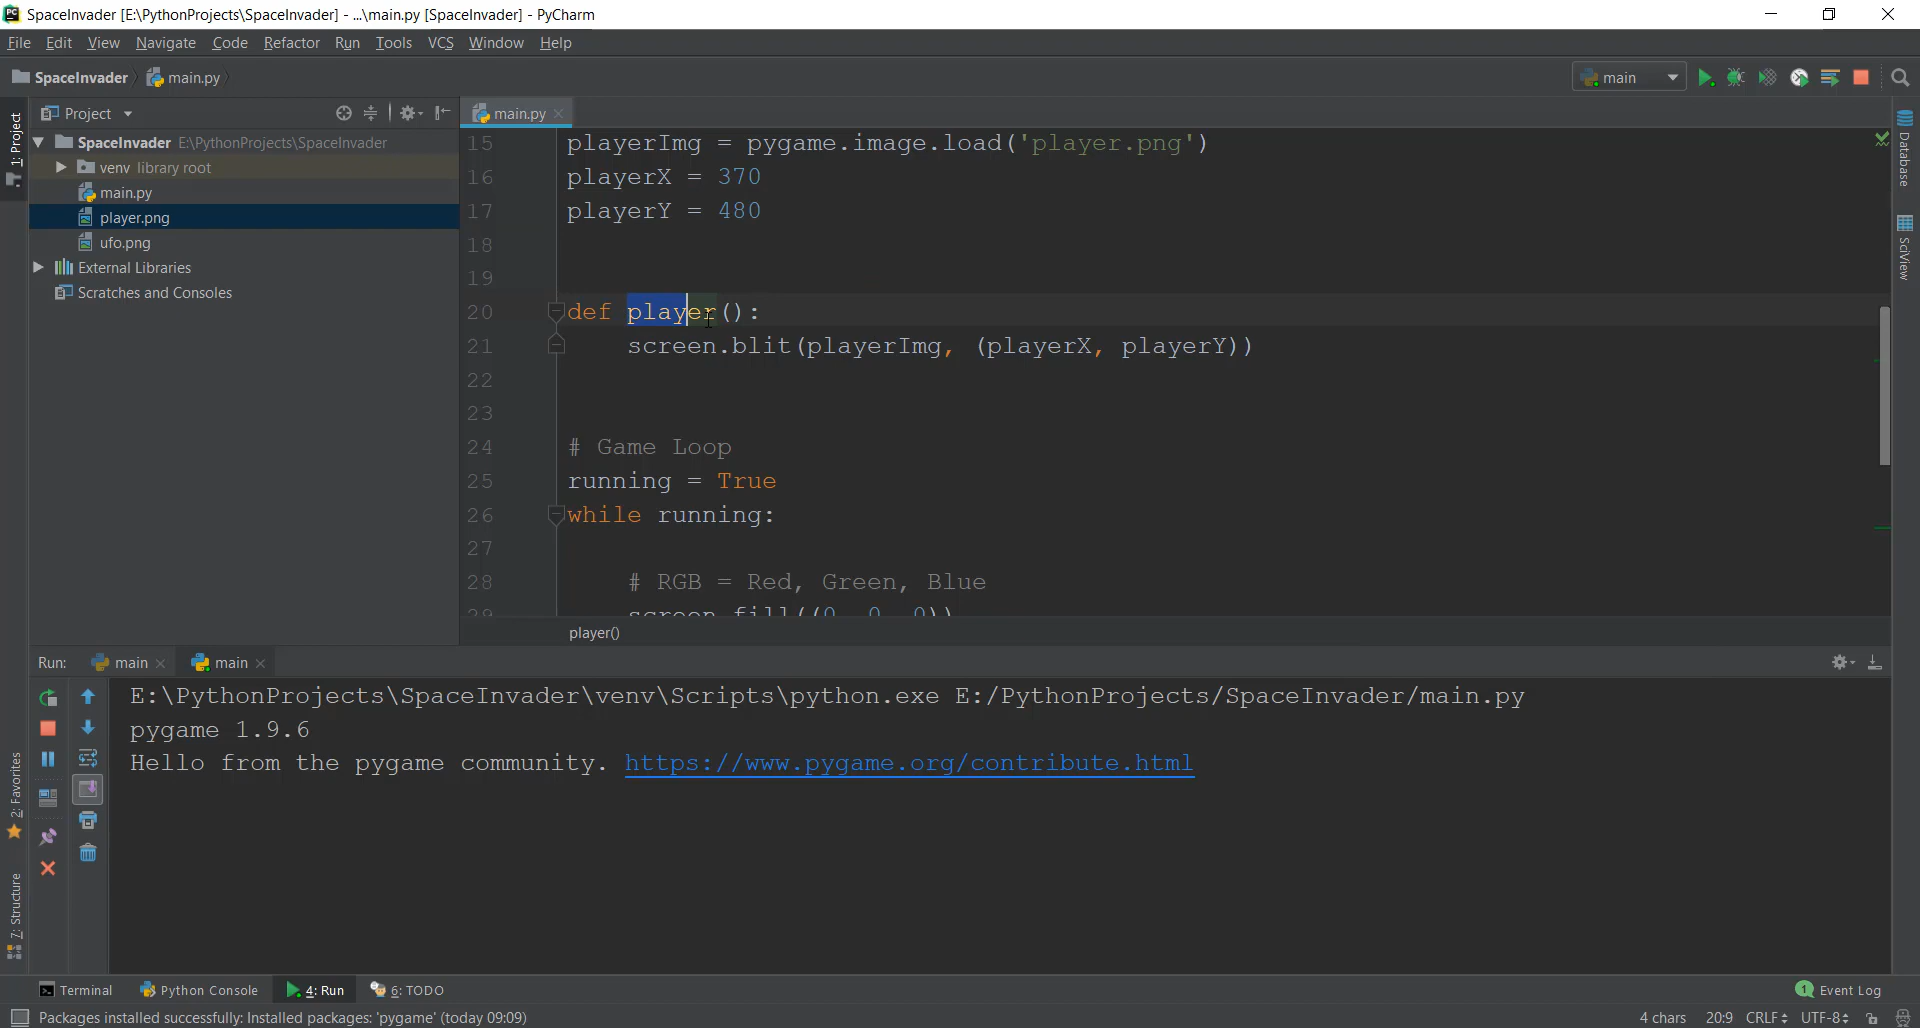 SpaceInvader [E:\PythonProjects\SpaceInvader] - ...\main.py [SpaceInvader] - PyCharm
File Edit View Navigate Code Refactor Run Tools VCS Window Help
SpaceInvader main.py main
Project main.py
1: Project
SpaceInvader E:\PythonProjects\SpaceInvader
venv library root
main.py
player.png
ufo.png
External Libraries
Scratches and Consoles
15 playerImg = pygame.image.load('player.png')
16 playerX = 370
17 playerY = 480
18
19
20 def player():
21 screen.blit(playerImg, (playerX, playerY))
22
23
24 # Game Loop
25 running = True
26 while running:
27
28 # RGB = Red, Green, Blue
29 screen.fill((0, 0, 0))
player()
Database
SciView
Run: main main
E:\PythonProjects\SpaceInvader\venv\Scripts\python.exe E:/PythonProjects/SpaceInvader/main.py
pygame 1.9.6
Hello from the pygame community. https://www.pygame.org/contribute.html
2: Favorites
7: Structure
Terminal Python Console 4: Run 6: TODO 1 Event Log
Packages installed successfully: Installed packages: 'pygame' (today 09:09) 4 chars 20:9 CRLF UTF-8